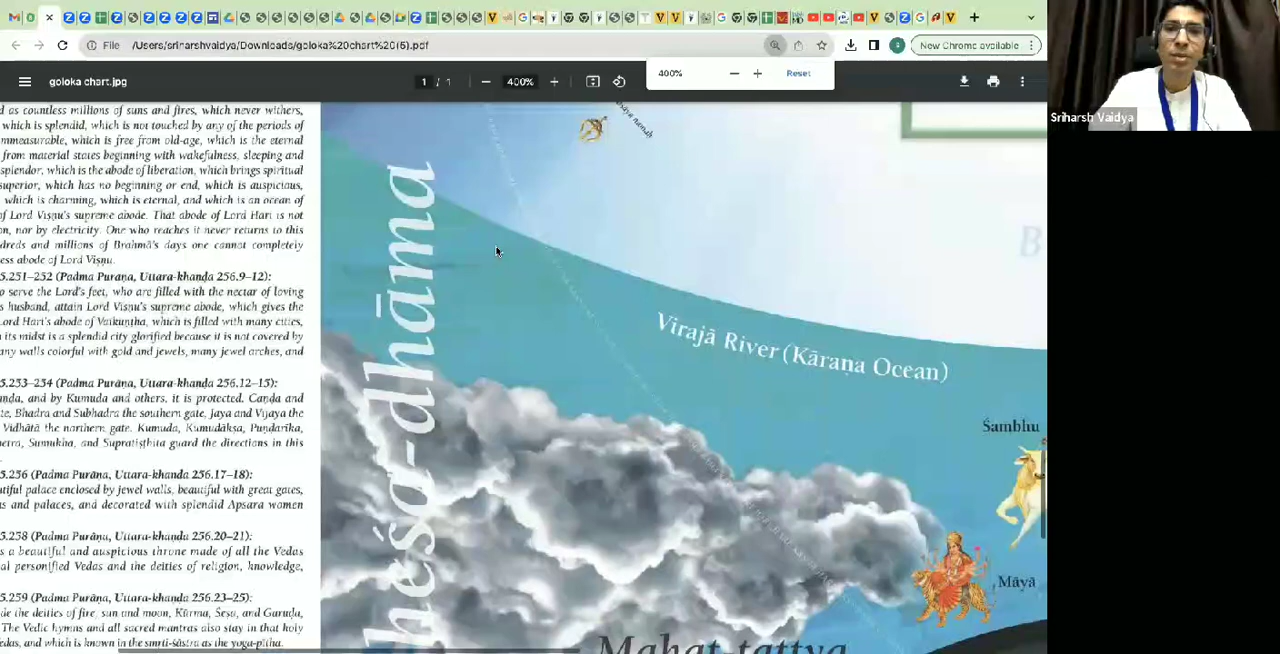 File
/Users/sriharshvaidya/Downloads/goloka%20chart%20(5).pdf
New Chrome available
goloka chart.jpg
1 / 1
400%
400%
Reset
Sriharsh Vaidya
d as countless millions of suns and fires, which never withers,
which is splendid, which is not touched by any of the periods of
mmeasurable, which is free from old-age, which is the eternal
from material states beginning with wakefulness, sleeping and
splendor, which is the abode of liberation, which brings spiritual
superior, which has no beginning or end, which is auspicious,
which is charming, which is eternal, and which is an ocean of
of Lord Viṣṇu's supreme abode. That abode of Lord Hari is not
on, nor by electricity. One who reaches it never returns to this
dreds and millions of Brahmā's days one cannot completely
ess abode of Lord Viṣṇu.
5.251–252 (Padma Purāṇa, Uttara-khaṇḍa 256.9–12):
o serve the Lord's feet, who are filled with the nectar of loving
s husband, attain Lord Viṣṇu's supreme abode, which gives the
Lord Hari's abode of Vaikuṇṭha, which is filled with many cities,
n its midst is a splendid city glorified because it is not covered by
any walls colorful with gold and jewels, many jewel arches, and
5.253–254 (Padma Purāṇa, Uttara-khaṇḍa 256.12–15):
anḍa, and by Kumuda and others, it is protected. Caṇḍa and
te, Bhadra and Subhadra the southern gate, Jaya and Vijaya the
Vidhātā the northern gate. Kumuda, Kumudākṣa, Puṇḍarīka,
Sumukha, and Supratiṣṭhita guard the directions in this
5.256 (Padma Purāṇa, Uttara-khaṇḍa 256.17–18):
utiful palace enclosed by jewel walls, beautiful with great gates,
ns and palaces, and decorated with splendid Apsara women
5.258 (Padma Purāṇa, Uttara-khaṇḍa 256.20–21):
s a beautiful and auspicious throne made of all the Vedas
al personified Vedas and the deities of religion, knowledge,
5.259 (Padma Purāṇa, Uttara-khaṇḍa 256.23–25):
de the deities of fire, sun and moon, Kūrma, Śeṣa, and Garuḍa,
The Vedic hymns and all sacred mantras also stay in that holy
edas, and which is known in the smrti-śāstra as the yoga-pīṭha.
heśa-dhāma
namaḥ
B
Virajā River (Kāraṇa Ocean)
Śambhu
Māyā
Mahat-tattva